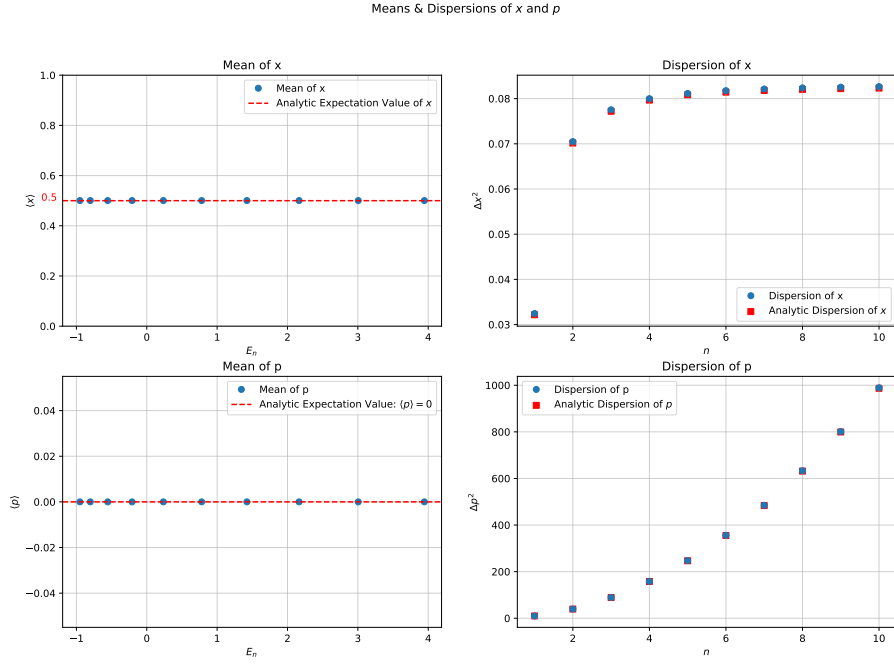 Means & Dispersions of x and p
Mean of x
1.0
0.8
0.6
0.5
0.4
0.2
0.0
⟨x⟩
Mean of x
Analytic Expectation Value of x
−1 0 1 2 3 4
Eₙ
Dispersion of x
0.08
0.07
0.06
0.05
0.04
0.03
Δx²
Dispersion of x
Analytic Dispersion of x
2 4 6 8 10
n
Mean of p
0.04
0.02
0.00
−0.02
−0.04
⟨p⟩
Mean of p
Analytic Expectation Value: ⟨p⟩ = 0
−1 0 1 2 3 4
Eₙ
Dispersion of p
1000
800
600
400
200
0
Δp²
Dispersion of p
Analytic Dispersion of p
2 4 6 8 10
n